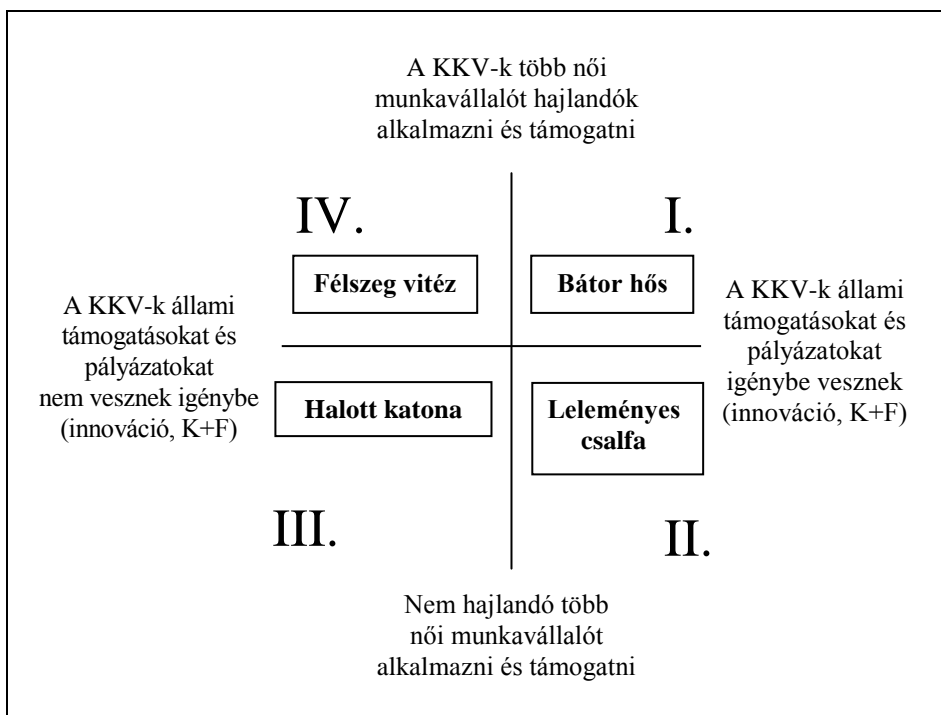 A KKV-k több női
munkavállalót hajlandók
alkalmazni és támogatni
IV.
I.
Félszeg vitéz
Bátor hős
A KKV-k állami
támogatásokat és
pályázatokat
nem vesznek igénybe
(innováció, K+F)
A KKV-k állami
támogatásokat és
pályázatokat
igénybe vesznek
(innováció, K+F)
Halott katona
Leleményes
csalfa
III.
II.
Nem hajlandó több
női munkavállalót
alkalmazni és támogatni